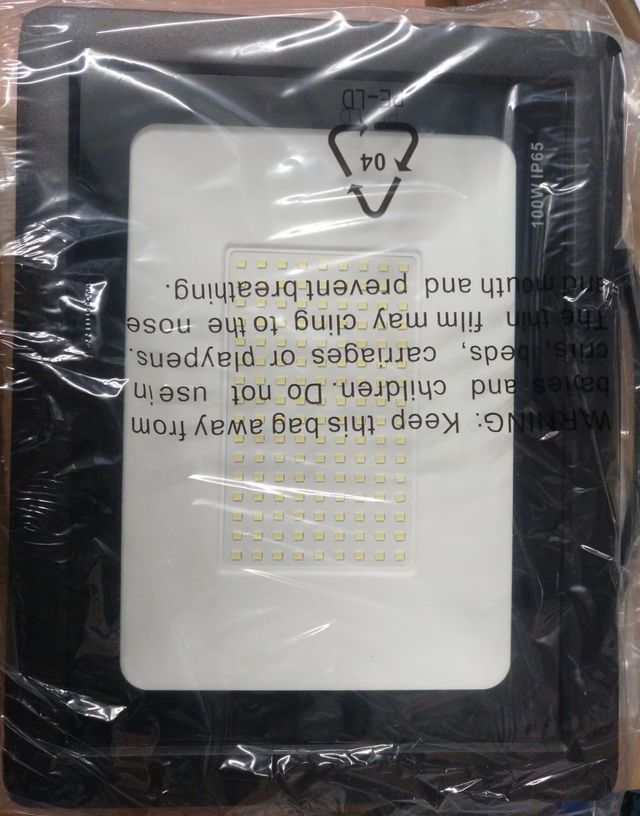 WARNING: Keep this bag away from
babies and children. Do not use in
cribs, beds, carriages or playpens.
The thin film may cling to the nose
and mouth and prevent breathing.
04
PE-LD
100W IP65